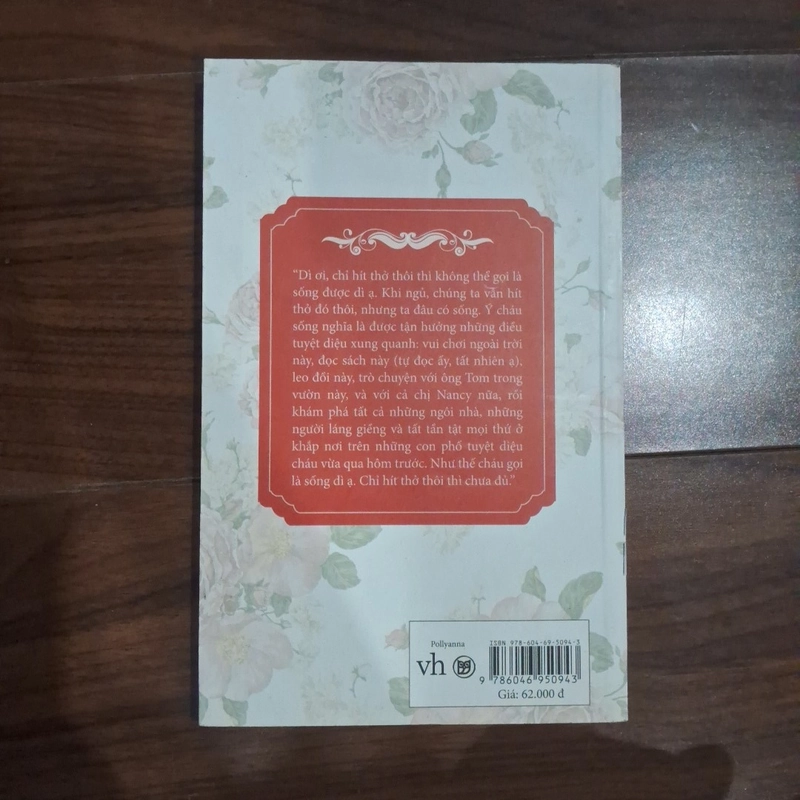 “Dì ơi, chỉ hít thở thôi thì không thể gọi là
sống được dì ạ. Khi ngủ, chúng ta vẫn hít
thở đó thôi, nhưng ta đâu có sống. Ý cháu
sống nghĩa là được tận hưởng những điều
tuyệt diệu xung quanh: vui chơi ngoài trời
này, đọc sách này (tự đọc ấy, tất nhiên ạ),
leo đồi này, trò chuyện với ông Tom trong
vườn này, và với cả chị Nancy nữa, rồi
khám phá tất cả những ngôi nhà, những
người láng giềng và tất tần tật mọi thứ ở
khắp nơi trên những con phố tuyệt diệu
cháu vừa qua hôm trước. Như thế cháu gọi
là sống dì ạ. Chỉ hít thở thôi thì chưa đủ.”
Pollyanna
vh
ISBN 978-604-69-5094-3
9 786046 950943
Giá: 62.000 đ